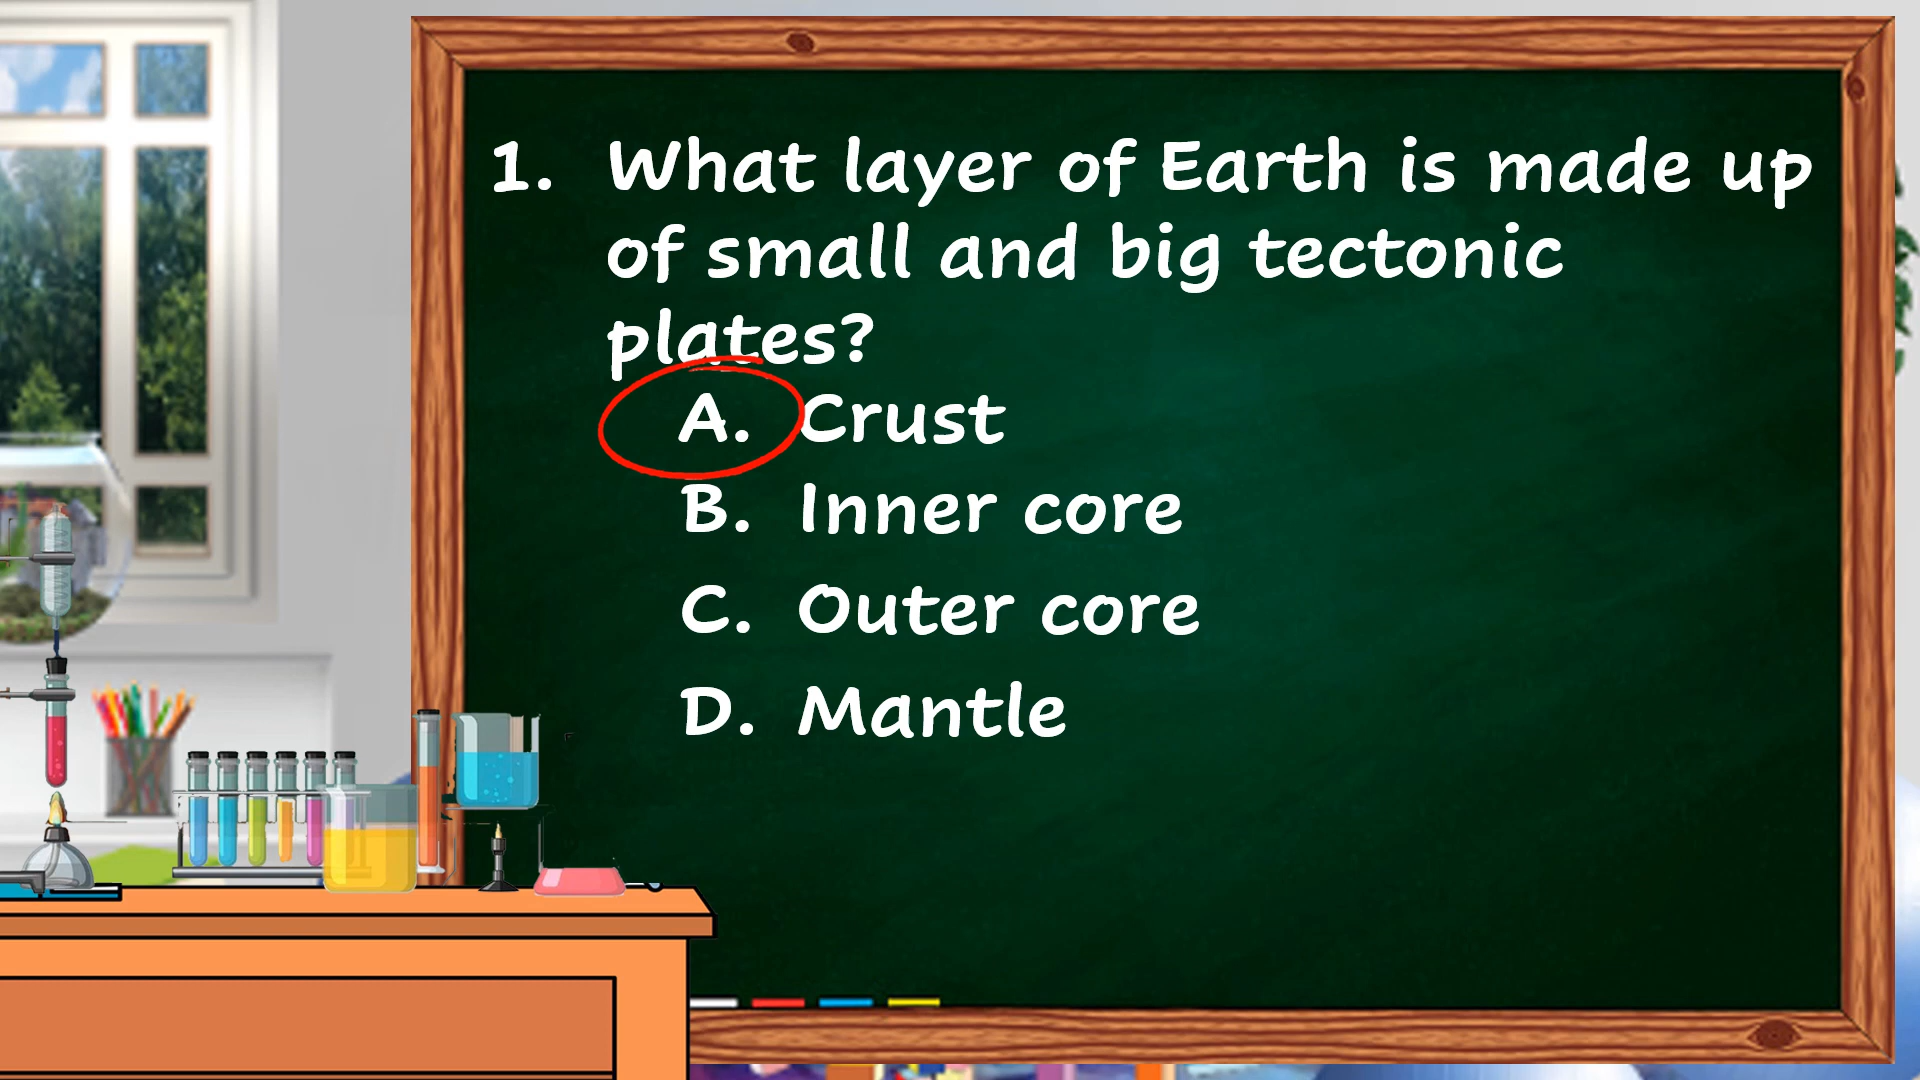 1. What layer of Earth is made up
of small and big tectonic
plates?
A. Crust
B. Inner core
C. Outer core
D. Mantle